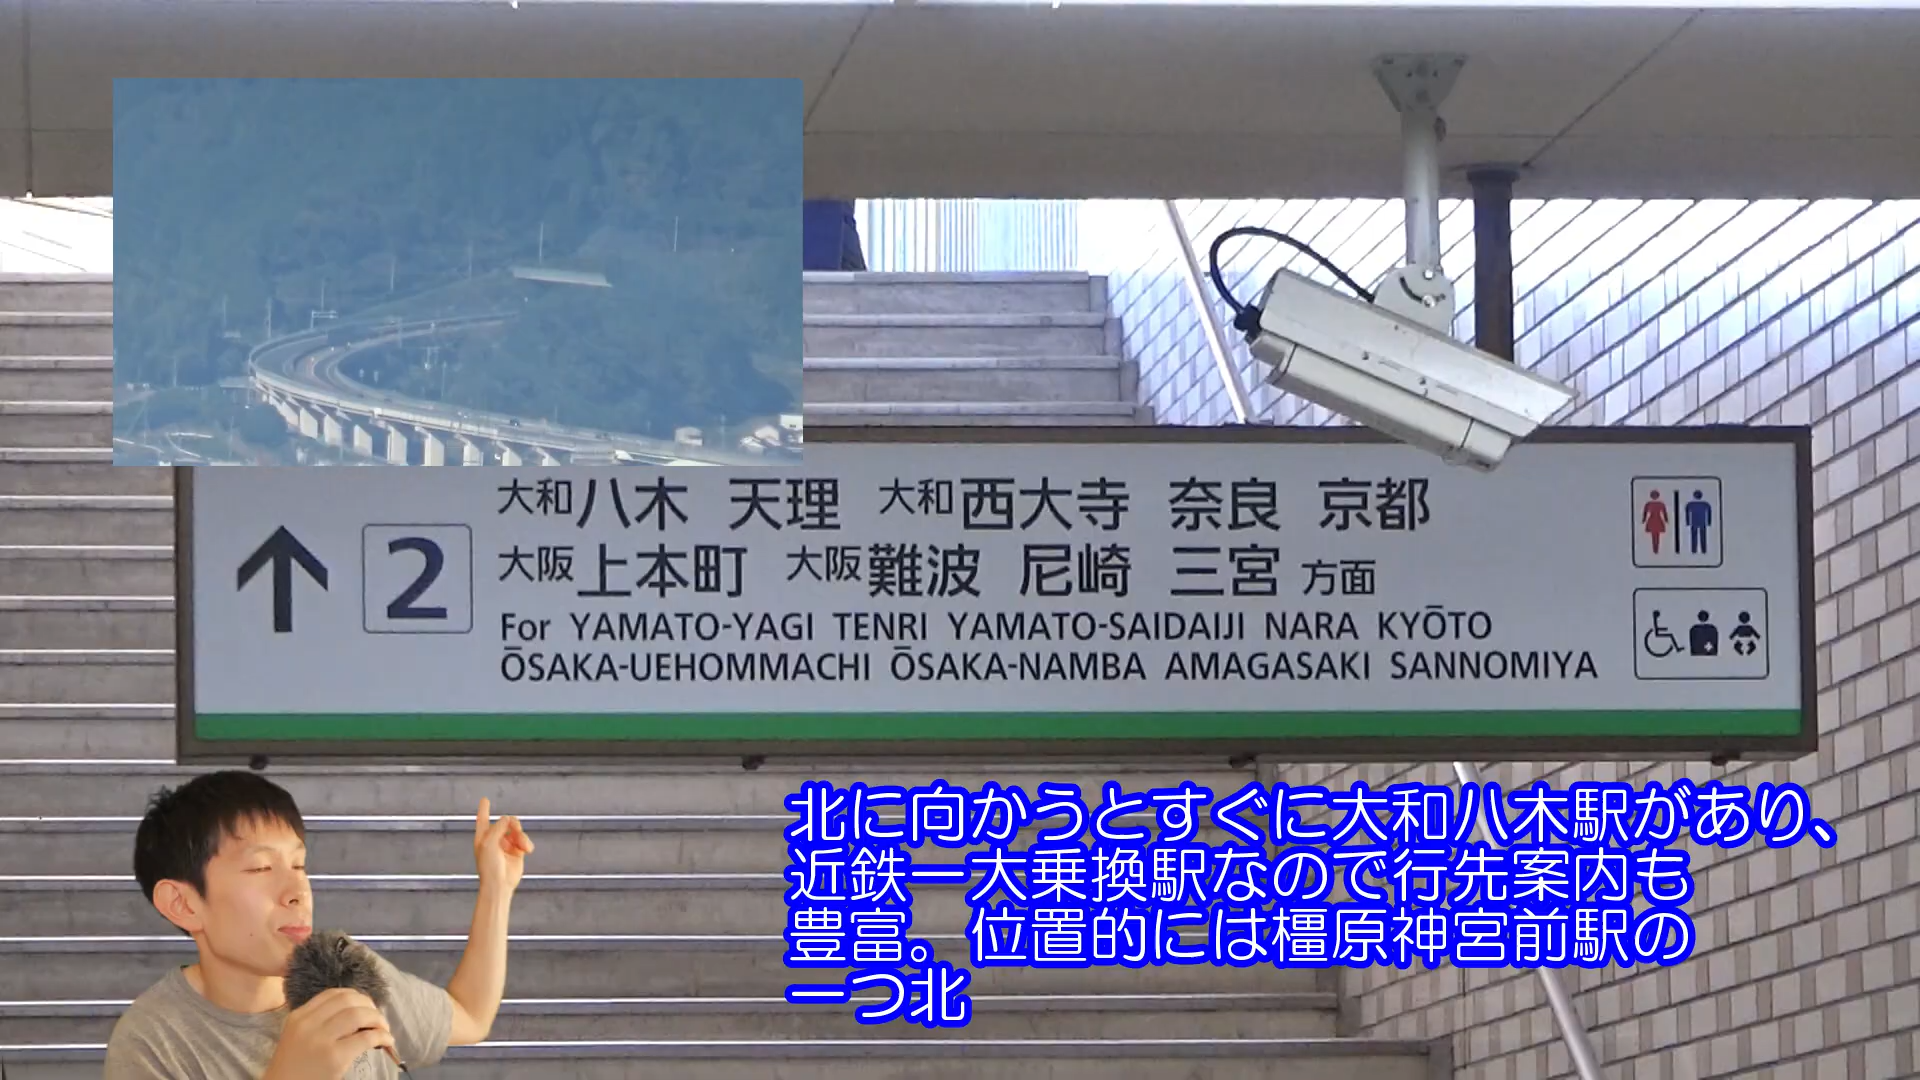 2
大和八木 天理 大和西大寺 奈良 京都
大阪上本町 大阪難波 尼崎 三宮 方面
For YAMATO-YAGI TENRI YAMATO-SAIDAIJI NARA KYŌTO
ŌSAKA-UEHOMMACHI ŌSAKA-NAMBA AMAGASAKI SANNOMIYA
北に向かうとすぐに大和八木駅があり、
近鉄一大乗換駅なので行先案内も
豊富。位置的には橿原神宮前駅の
一つ北